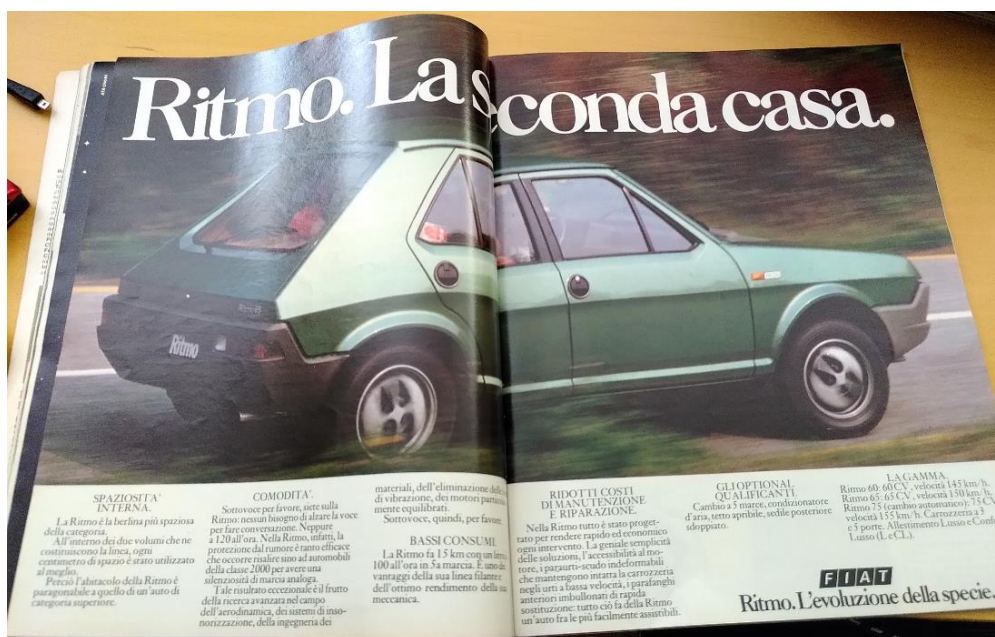 Ritmo. La seconda casa.
Ritmo
SPAZIOSITA'
INTERNA.
La Ritmo è la berlina più spaziosa
della categoria.
All'interno dei due volumi che ne
costituiscono la linea, ogni
centimetro di spazio è stato utilizzato
al meglio.
Perciò l'abitacolo della Ritmo è
paragonabile a quello di un'auto di
categoria superiore.
COMODITA'.
Sottovoce per favore, siete sulla
Ritmo: nessun bisogno di alzare la voce
per fare conversazione. Neppure
a 120 all'ora. Nella Ritmo, infatti, la
protezione dal rumore è tanto efficace
che occorre risalire sino ad automobili
della classe 2000 per avere una
silenziosità di marcia analoga.
Tale risultato eccezionale è il frutto
della ricerca avanzata nel campo
dell'aerodinamica, dei sistemi di inso-
norizzazione, della ingegneria dei
materiali, dell'eliminazione delle
di vibrazione, dei motori
mente equilibrati.
Sottovoce, quindi, per favore.
BASSI CONSUMI.
La Ritmo fa 15 km con un
100 all'ora in 5a marcia. E, uno dei
vantaggi della sua linea filante e
dell'ottimo rendimento della sua
meccanica.
RIDOTTI COSTI
DI MANUTENZIONE
E RIPARAZIONE.
Nella Ritmo tutto è stato proget-
tato per rendere rapido ed economico
ogni intervento. La geniale semplicità
delle soluzioni, l'accessibilità al mo-
tore, i paraurti-scudo indeformabili
che mantengono intatta la carrozzeria
negli urti a bassa velocità, i parafanghi
anteriori imbullonati di rapida
sostituzione: tutto ciò fa della Ritmo
un'auto fra le più facilmente assistibili.
GLI OPTIONAL
QUALIFICANTI.
Cambio a 5 marce, condizionatore
d'aria, tetto apribile, sedile posteriore
sdoppiato.
LA GAMMA.
Ritmo 60: 60 CV, velocità 145 km/h.
Ritmo 65: 65 CV, velocità 150 km/h.
Ritmo 75 (cambio automatico): 75 CV
velocità 155 km/h. Carrozzeria a 3
e 5 porte. Allestimento Lusso e Confort
Lusso (L e CL).
FIAT
Ritmo. L'evoluzione della specie.